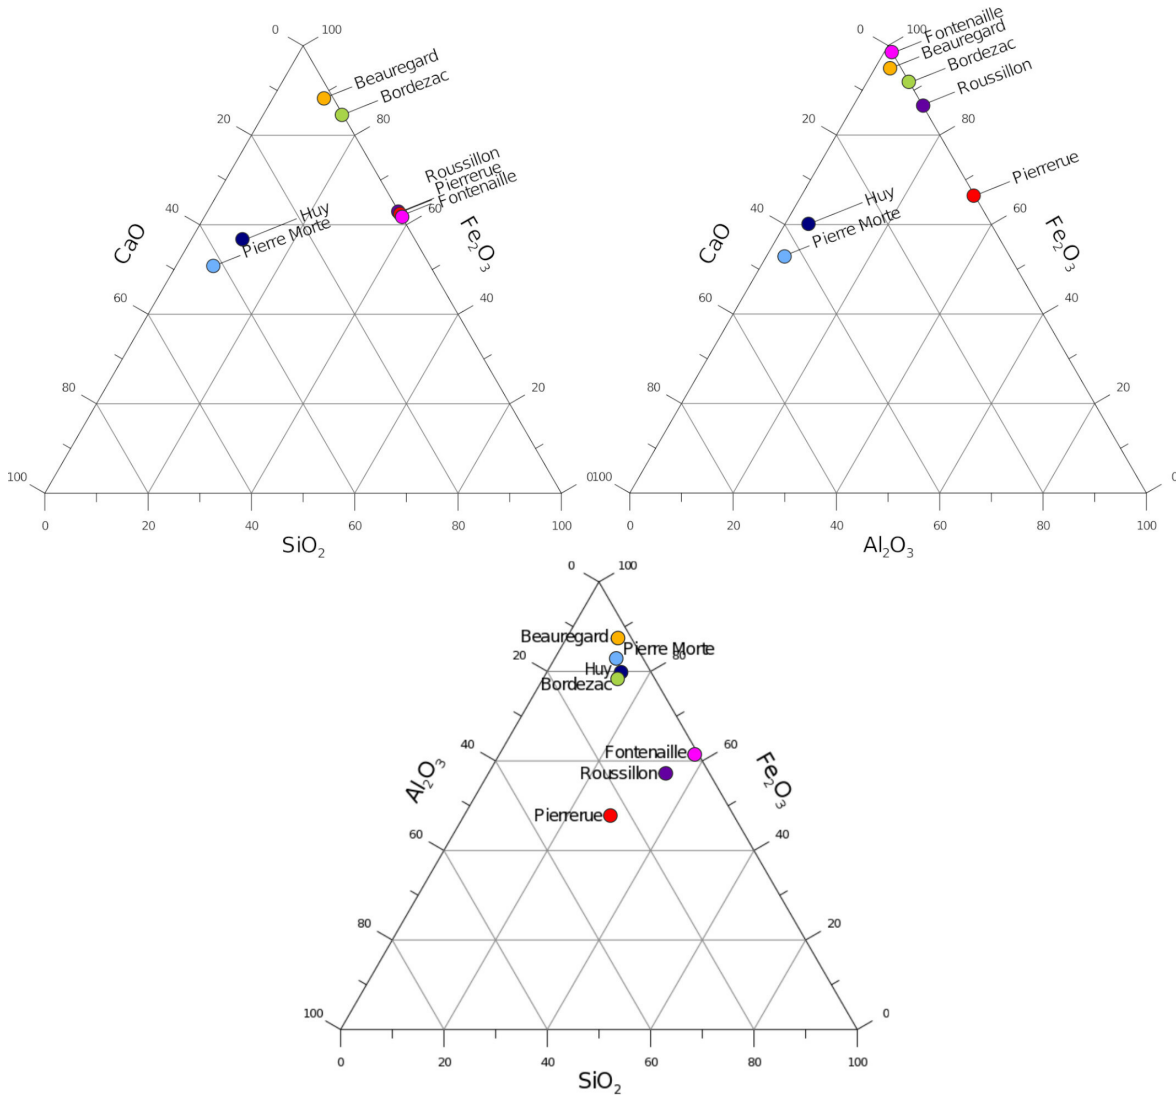 0 100
Beauregard
Bordezac
20 80
Roussillon
Pierrerue
Fontenaille
40 60
Huy
Pierre Morte
CaO
Fe₂O₃
60 40
80 20
100 0
0 20 40 60 80 100
SiO₂
0 100
Fontenaille
Beauregard
Bordezac
Roussillon
20 80
Pierrerue
40 60
Huy
Pierre Morte
CaO
Fe₂O₃
60 40
80 20
100 0
0 20 40 60 80 100
Al₂O₃
0 100
Beauregard
Pierre Morte
20 80
Huy
Bordezac
40 60
Fontenaille
Roussillon
Al₂O₃
Fe₂O₃
Pierrerue
60 40
80 20
100 0
0 20 40 60 80 100
SiO₂